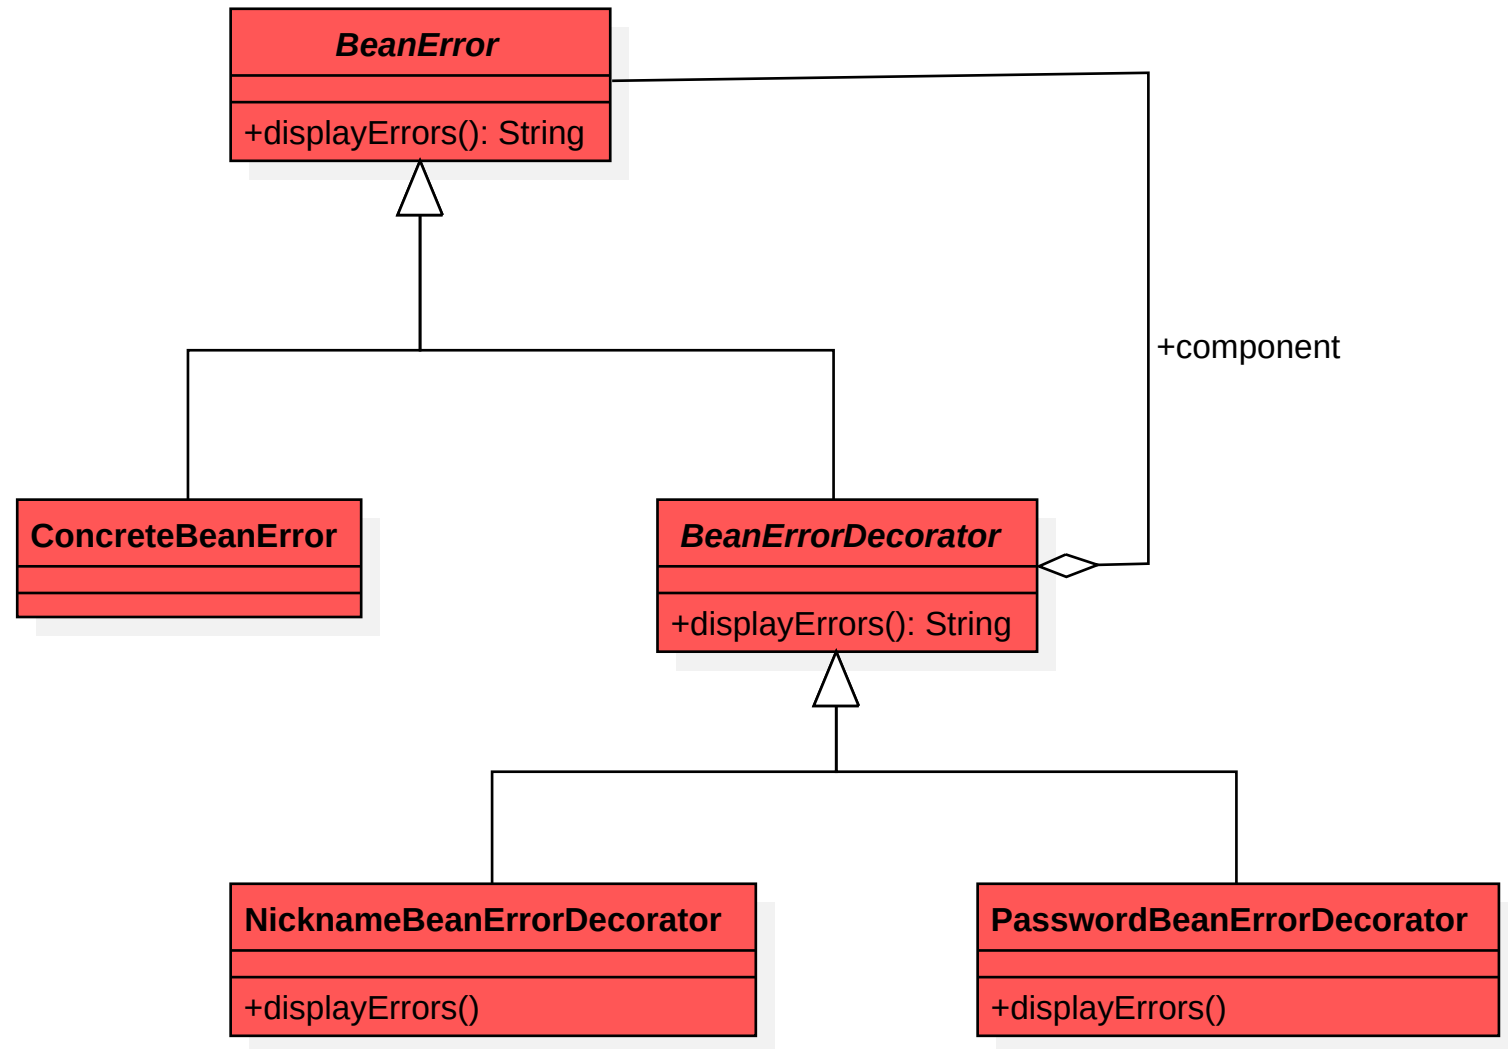 BeanError
+displayErrors(): String
+component
ConcreteBeanError
BeanErrorDecorator
+displayErrors(): String
NicknameBeanErrorDecorator
+displayErrors()
PasswordBeanErrorDecorator
+displayErrors()